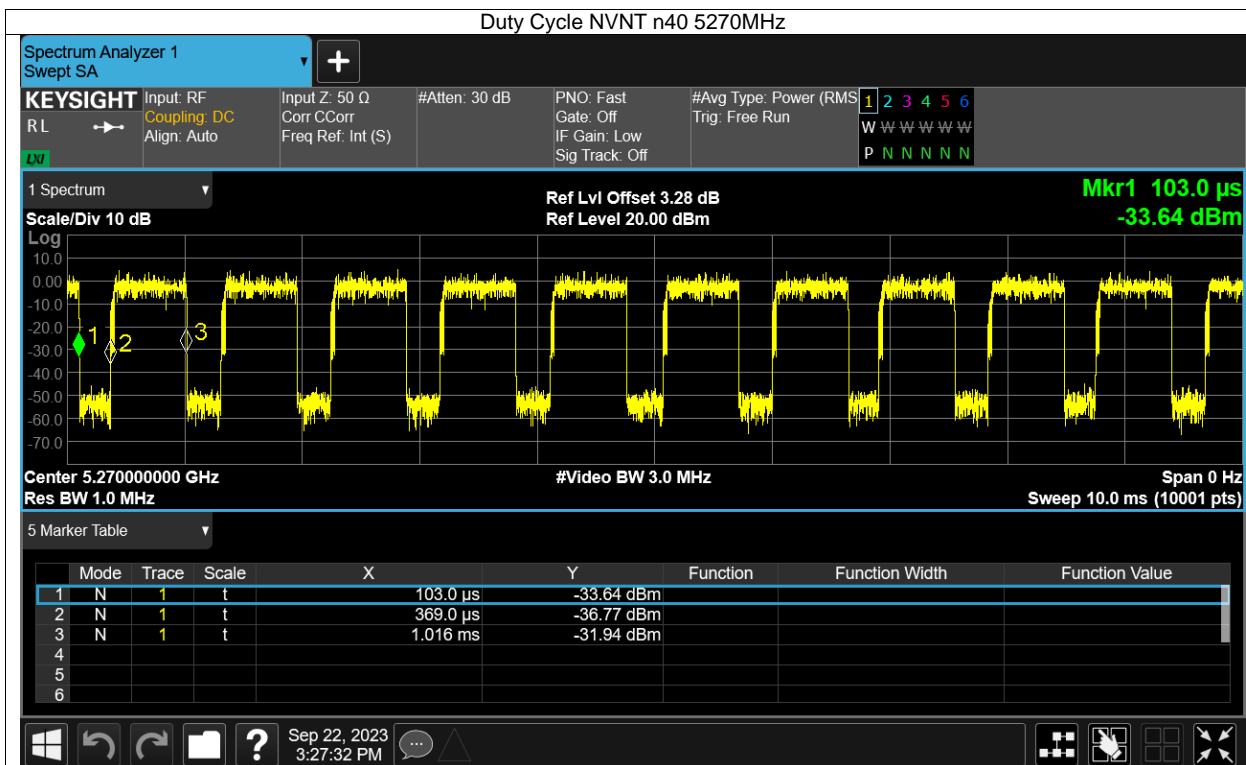 Duty Cycle NVNT n40 5270MHz
Spectrum Analyzer 1
Swept SA
+
KEYSIGHT Input: RF Input Z: 50 Ω #Atten: 30 dB PNO: Fast #Avg Type: Power (RMS 1 2 3 4 5 6
RL Coupling: DC Corr CCorr Gate: Off Trig: Free Run
Align: Auto Freq Ref: Int (S) IF Gain: Low W W W W W W
LXI Sig Track: Off P N N N N N
1 Spectrum Ref Lvl Offset 3.28 dB Mkr1 103.0 µs
Scale/Div 10 dB Ref Level 20.00 dBm -33.64 dBm
Log
10.0
0.00
-10.0
-20.0
1 2 3
-30.0
-40.0
-50.0
-60.0
-70.0
Center 5.270000000 GHz #Video BW 3.0 MHz Span 0 Hz
Res BW 1.0 MHz Sweep 10.0 ms (10001 pts)
5 Marker Table
Mode Trace Scale X Y Function Function Width Function Value
1 N 1 t 103.0 µs -33.64 dBm
2 N 1 t 369.0 µs -36.77 dBm
3 N 1 t 1.016 ms -31.94 dBm
4
5
6
? Sep 22, 2023
3:27:32 PM